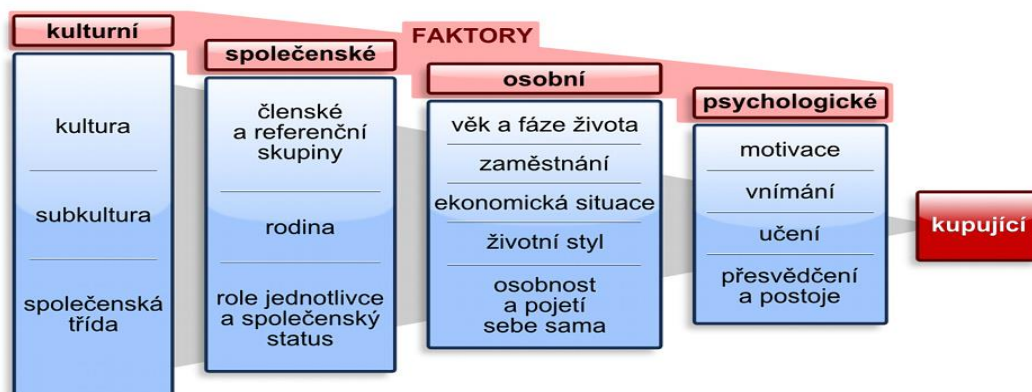 FAKTORY
kulturní
kultura
subkultura
společenská
třída
společenské
členské
a referenční
skupiny
rodina
role jednotlivce
a společenský
status
osobní
věk a fáze života
zaměstnání
ekonomická situace
životní styl
osobnost
a pojetí
sebe sama
psychologické
motivace
vnímání
učení
přesvědčení
a postoje
kupující